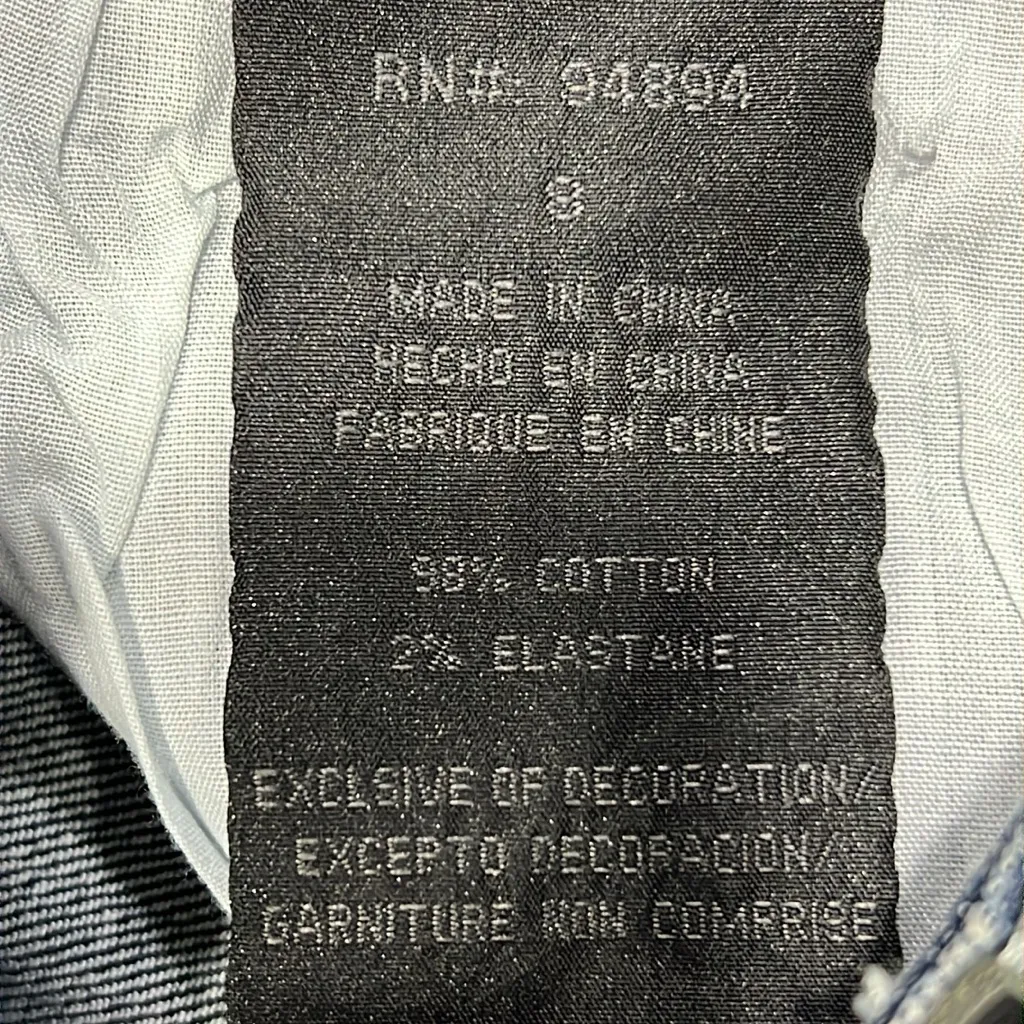 RN#: 94894
8
MADE IN CHINA
HECHO EN CHINA
FABRIQUE EN CHINE
98% COTTON
2% ELASTANE
EXCLSIVE OF DECORATION/
EXCEPTO DECORACION/
GARNITURE NON COMPRISE